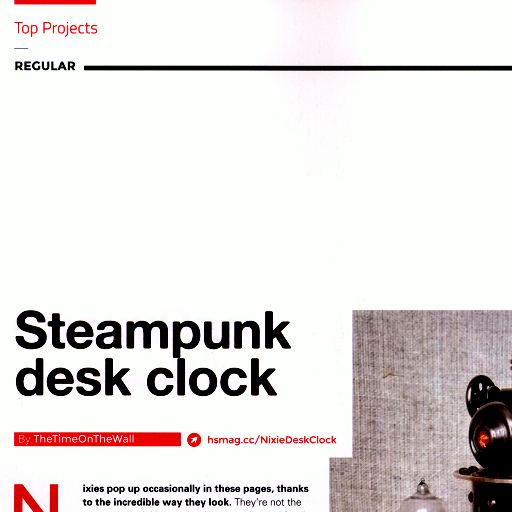 Top Projects
REGULAR
Steampunk
desk clock
By TheTimeOnTheWall
hsmag.cc/NixieDeskClock
Nixies pop up occasionally in these pages, thanks
to the incredible way they look. They're not the